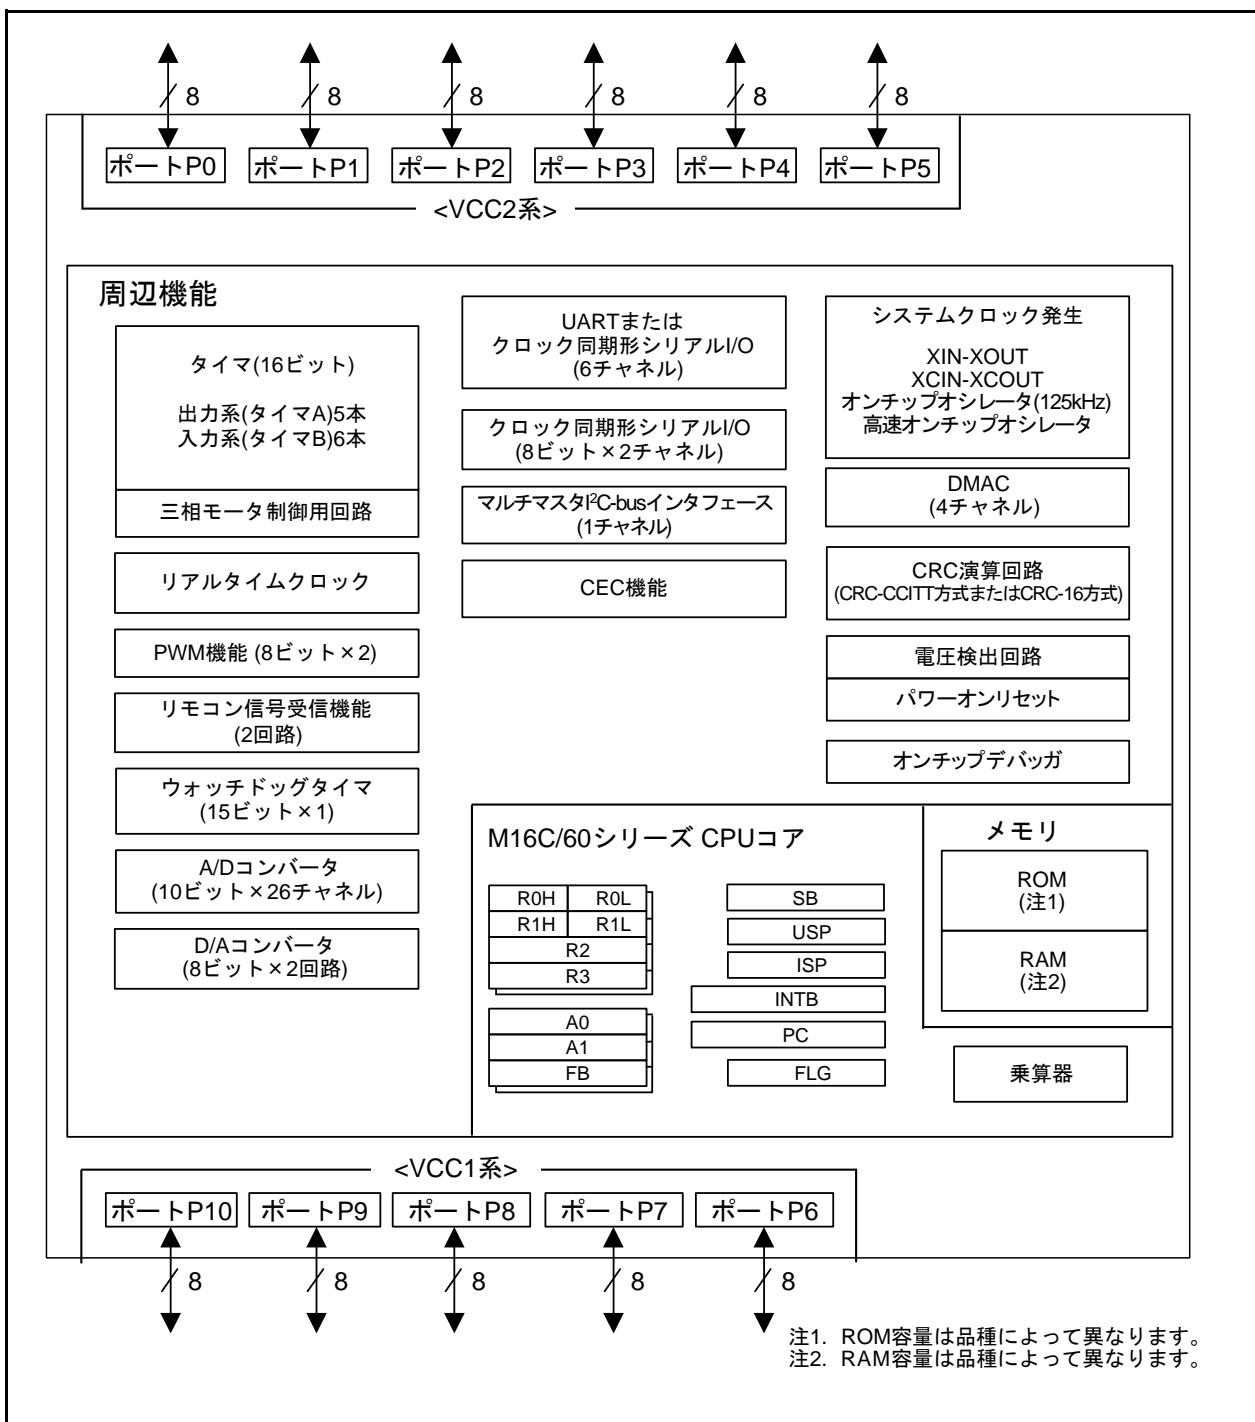 8 8 8 8 8 8
ポートP0 ポートP1 ポートP2 ポートP3 ポートP4 ポートP5
<VCC2系>
周辺機能
タイマ(16ビット)
出力系(タイマA)5本
入力系(タイマB)6本
三相モータ制御用回路
リアルタイムクロック
PWM機能 (8ビット×2)
リモコン信号受信機能
(2回路)
ウォッチドッグタイマ
(15ビット×1)
A/Dコンバータ
(10ビット×26チャネル)
D/Aコンバータ
(8ビット×2回路)
UARTまたは
クロック同期形シリアルI/O
(6チャネル)
クロック同期形シリアルI/O
(8ビット×2チャネル)
マルチマスタI²C-busインタフェース
(1チャネル)
CEC機能
システムクロック発生
XIN-XOUT
XCIN-XCOUT
オンチップオシレータ(125kHz)
高速オンチップオシレータ
DMAC
(4チャネル)
CRC演算回路
(CRC-CCITT方式またはCRC-16方式)
電圧検出回路
パワーオンリセット
オンチップデバッガ
M16C/60シリーズ CPUコア
R0H R0L
R1H R1L
R2
R3
A0
A1
FB
SB
USP
ISP
INTB
PC
FLG
メモリ
ROM
(注1)
RAM
(注2)
乗算器
<VCC1系>
ポートP10 ポートP9 ポートP8 ポートP7 ポートP6
8 8 8 8 8
注1. ROM容量は品種によって異なります。
注2. RAM容量は品種によって異なります。